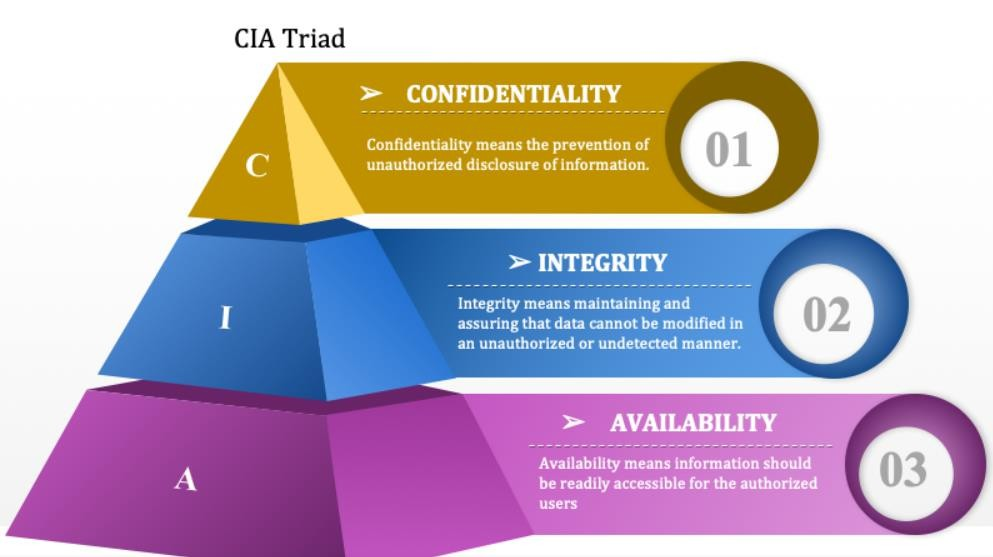 CIA Triad
➢ CONFIDENTIALITY
Confidentiality means the prevention of
unauthorized disclosure of information.
01
C
➢ INTEGRITY
Integrity means maintaining and
assuring that data cannot be modified in
an unauthorized or undetected manner.
02
I
➢ AVAILABILITY
Availability means information should
be readily accessible for the authorized
users
03
A